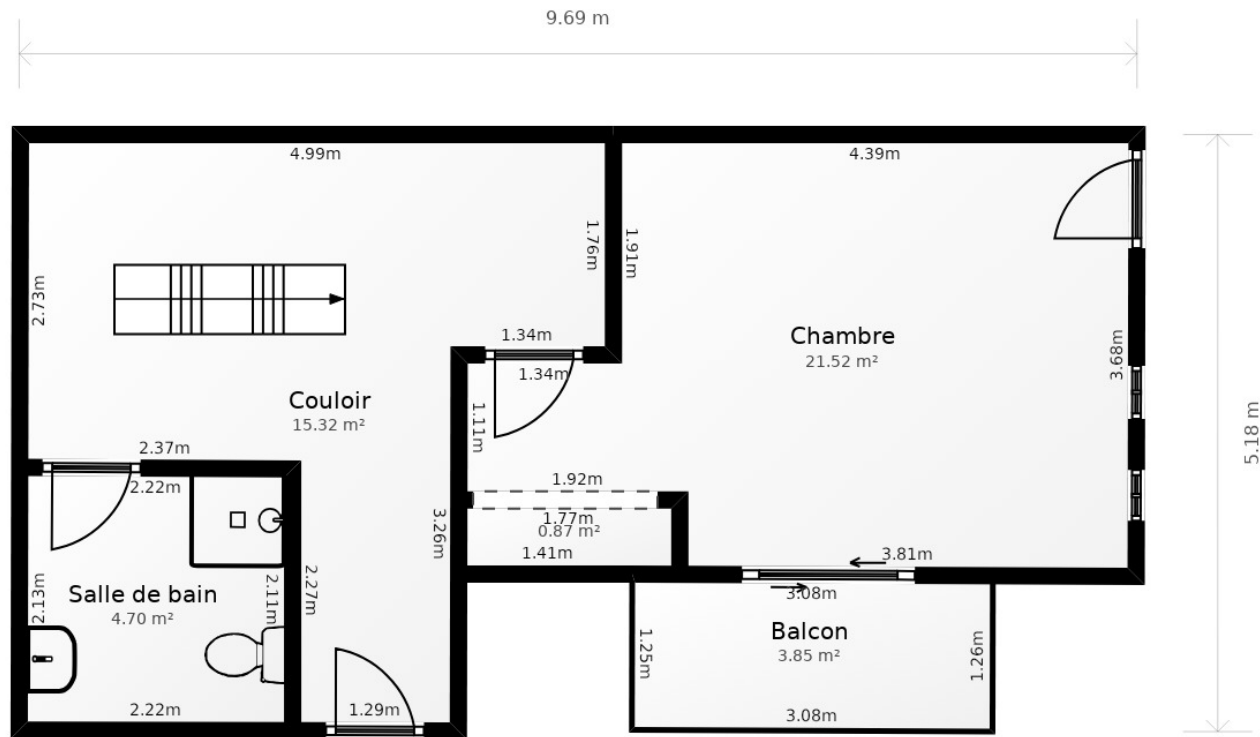 9.69 m
4.99m
4.39m
1.76m
1.91m
2.73m
1.34m
Chambre
21.52 m²
3.68m
1.34m
Couloir
15.32 m²
1.11m
5.18 m
2.37m
2.22m
1.92m
1.77m
0.87 m²
3.26m
1.41m
3.81m
2.13m
Salle de bain
4.70 m²
2.11m
2.27m
3.08m
Balcon
3.85 m²
1.25m
1.26m
2.22m
1.29m
3.08m